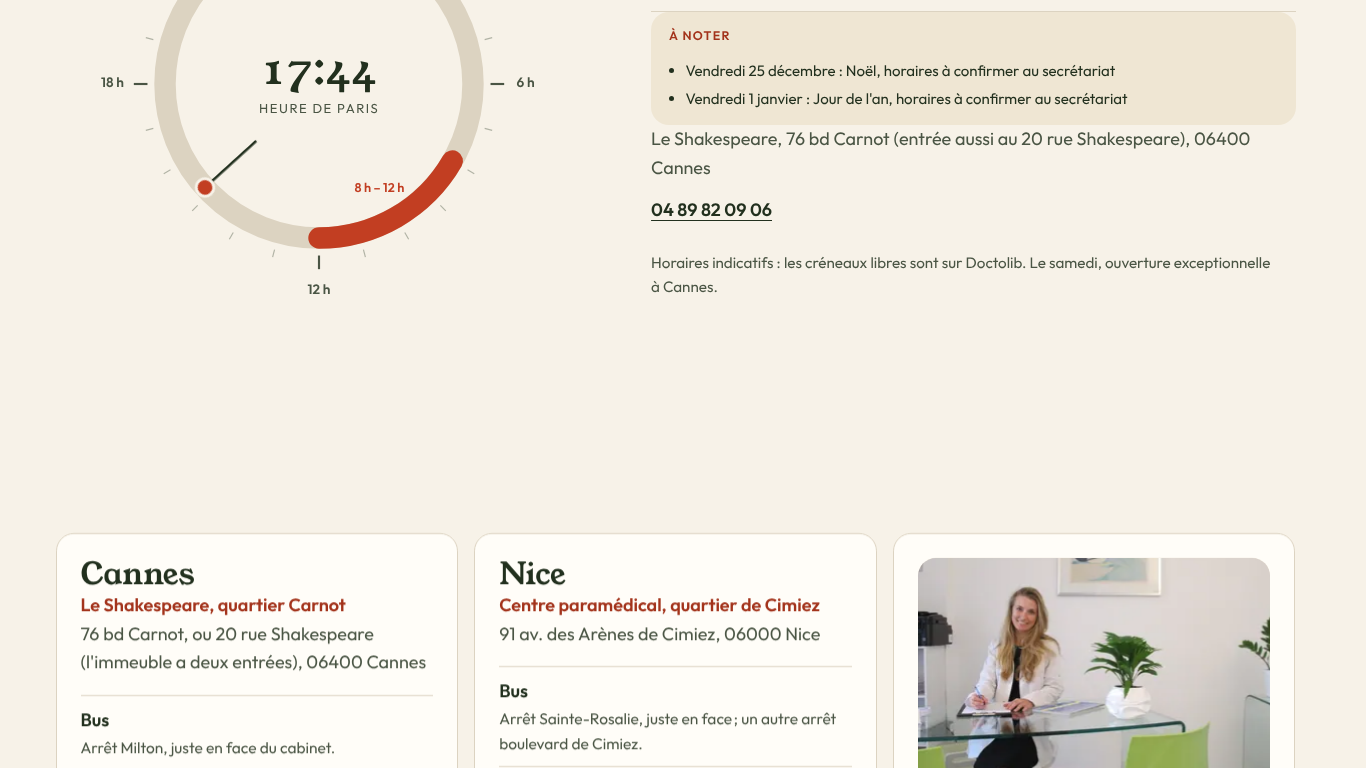 17:44
HEURE DE PARIS
18 h
6 h
8 h – 12 h
12 h
À NOTER
• Vendredi 25 décembre : Noël, horaires à confirmer au secrétariat
• Vendredi 1 janvier : Jour de l'an, horaires à confirmer au secrétariat
Le Shakespeare, 76 bd Carnot (entrée aussi au 20 rue Shakespeare), 06400
Cannes
04 89 82 09 06
Horaires indicatifs : les créneaux libres sont sur Doctolib. Le samedi, ouverture exceptionnelle
à Cannes.
Cannes
Le Shakespeare, quartier Carnot
76 bd Carnot, ou 20 rue Shakespeare
(l'immeuble a deux entrées), 06400 Cannes
Bus
Arrêt Milton, juste en face du cabinet.
Nice
Centre paramédical, quartier de Cimiez
91 av. des Arènes de Cimiez, 06000 Nice
Bus
Arrêt Sainte-Rosalie, juste en face ; un autre arrêt
boulevard de Cimiez.